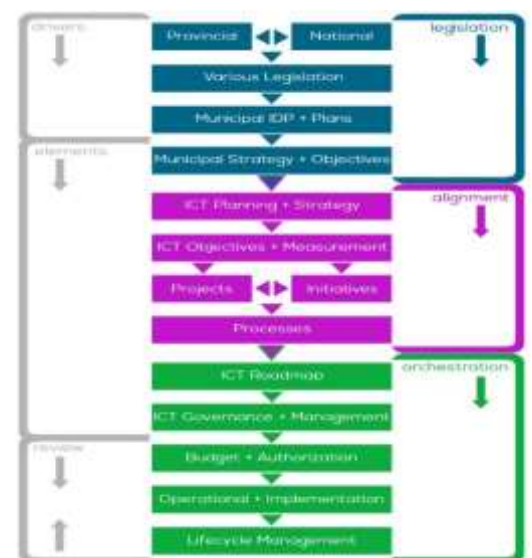 drivers
legislation
Provincial
National
Various Legislation
Municipal IDP + Plans
Municipal Strategy + Objectives
elements
alignment
ICT Planning + Strategy
ICT Objectives + Measurement
Projects
Initiatives
Processes
orchestration
ICT Roadmap
ICT Governance + Management
review
Budget + Authorization
Operational + Implementation
Lifecycle Management